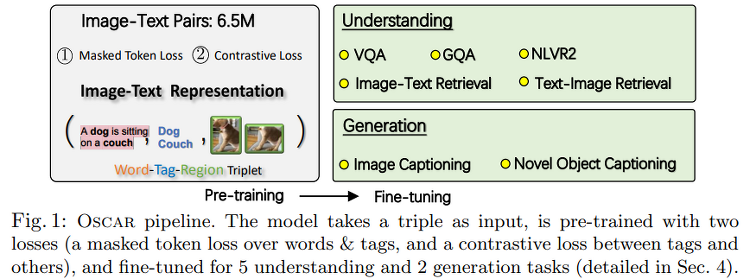 Image-Text Pairs: 6.5M
① Masked Token Loss ② Contrastive Loss
Image-Text Representation
( A dog is sitting on a couch , Dog Couch , )
Word-Tag-Region Triplet
Understanding
VQA GQA NLVR2
Image-Text Retrieval Text-Image Retrieval
Generation
Image Captioning Novel Object Captioning
Pre-training Fine-tuning
Fig. 1: OSCAR pipeline. The model takes a triple as input, is pre-trained with two
losses (a masked token loss over words & tags, and a contrastive loss between tags and
others), and fine-tuned for 5 understanding and 2 generation tasks (detailed in Sec. 4).